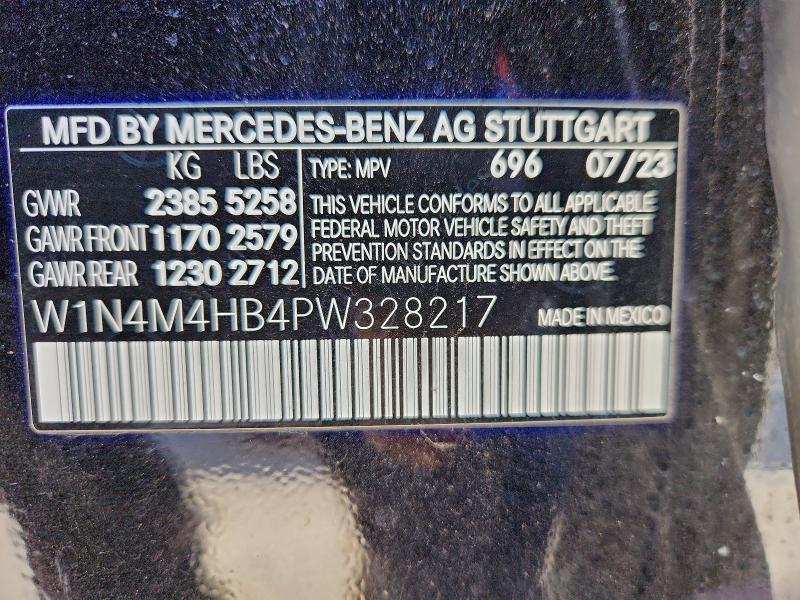 MFD BY MERCEDES-BENZ AG STUTTGART
KG LBS
GVWR 2385 5258
GAWR FRONT 1170 2579
GAWR REAR 1230 2712
TYPE: MPV 696 07/23
THIS VEHICLE CONFORMS TO ALL APPLICABLE
FEDERAL MOTOR VEHICLE SAFETY AND THEFT
PREVENTION STANDARDS IN EFFECT ON THE
DATE OF MANUFACTURE SHOWN ABOVE.
W1N4M4HB4PW328217 MADE IN MEXICO